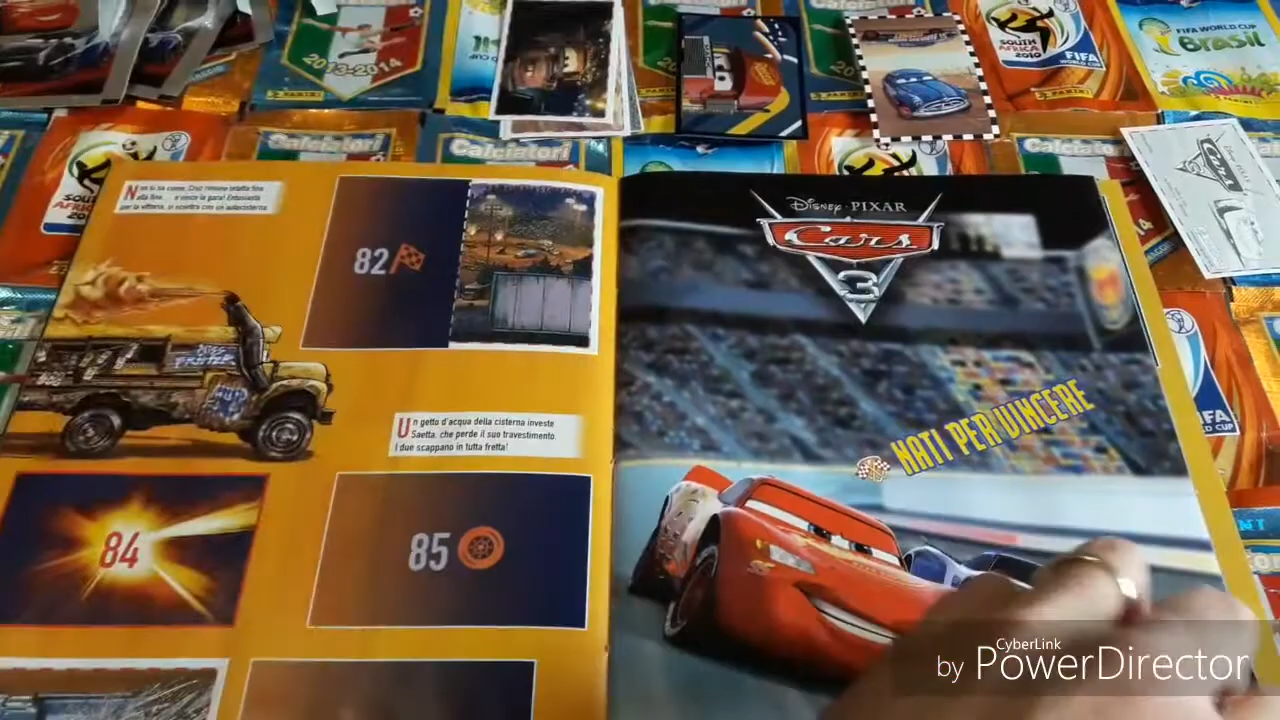 2013-2014
PANINI
SOUTH
AFRICA
2010
FIFA
WORLD CUP
PANINI
FIFA WORLD CUP
Brasil
PANINI
Calciatori
Calciatori
Cars
Non si sa come, Cruz rimane intatta fino
alla fine... e vince la gara! Entusiasta
per la vittoria, si scontra con un autocisterna.
82
DISNEY · PIXAR
Cars
3
NATI PER VINCERE
Un getto d'acqua della cisterna investe
Saetta, che perde il suo travestimento.
I due scappano in tutta fretta!
84
85
CyberLink
by PowerDirector